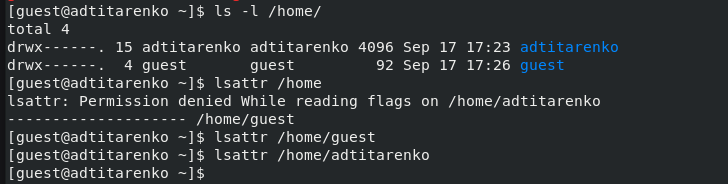 [guest@adtitarenko ~]$ ls -l /home/
total 4
drwx------. 15 adtitarenko adtitarenko 4096 Sep 17 17:23 adtitarenko
drwx------.  4 guest       guest         92 Sep 17 17:26 guest
[guest@adtitarenko ~]$ lsattr /home
lsattr: Permission denied While reading flags on /home/adtitarenko
-------------------- /home/guest
[guest@adtitarenko ~]$ lsattr /home/guest
[guest@adtitarenko ~]$ lsattr /home/adtitarenko
[guest@adtitarenko ~]$